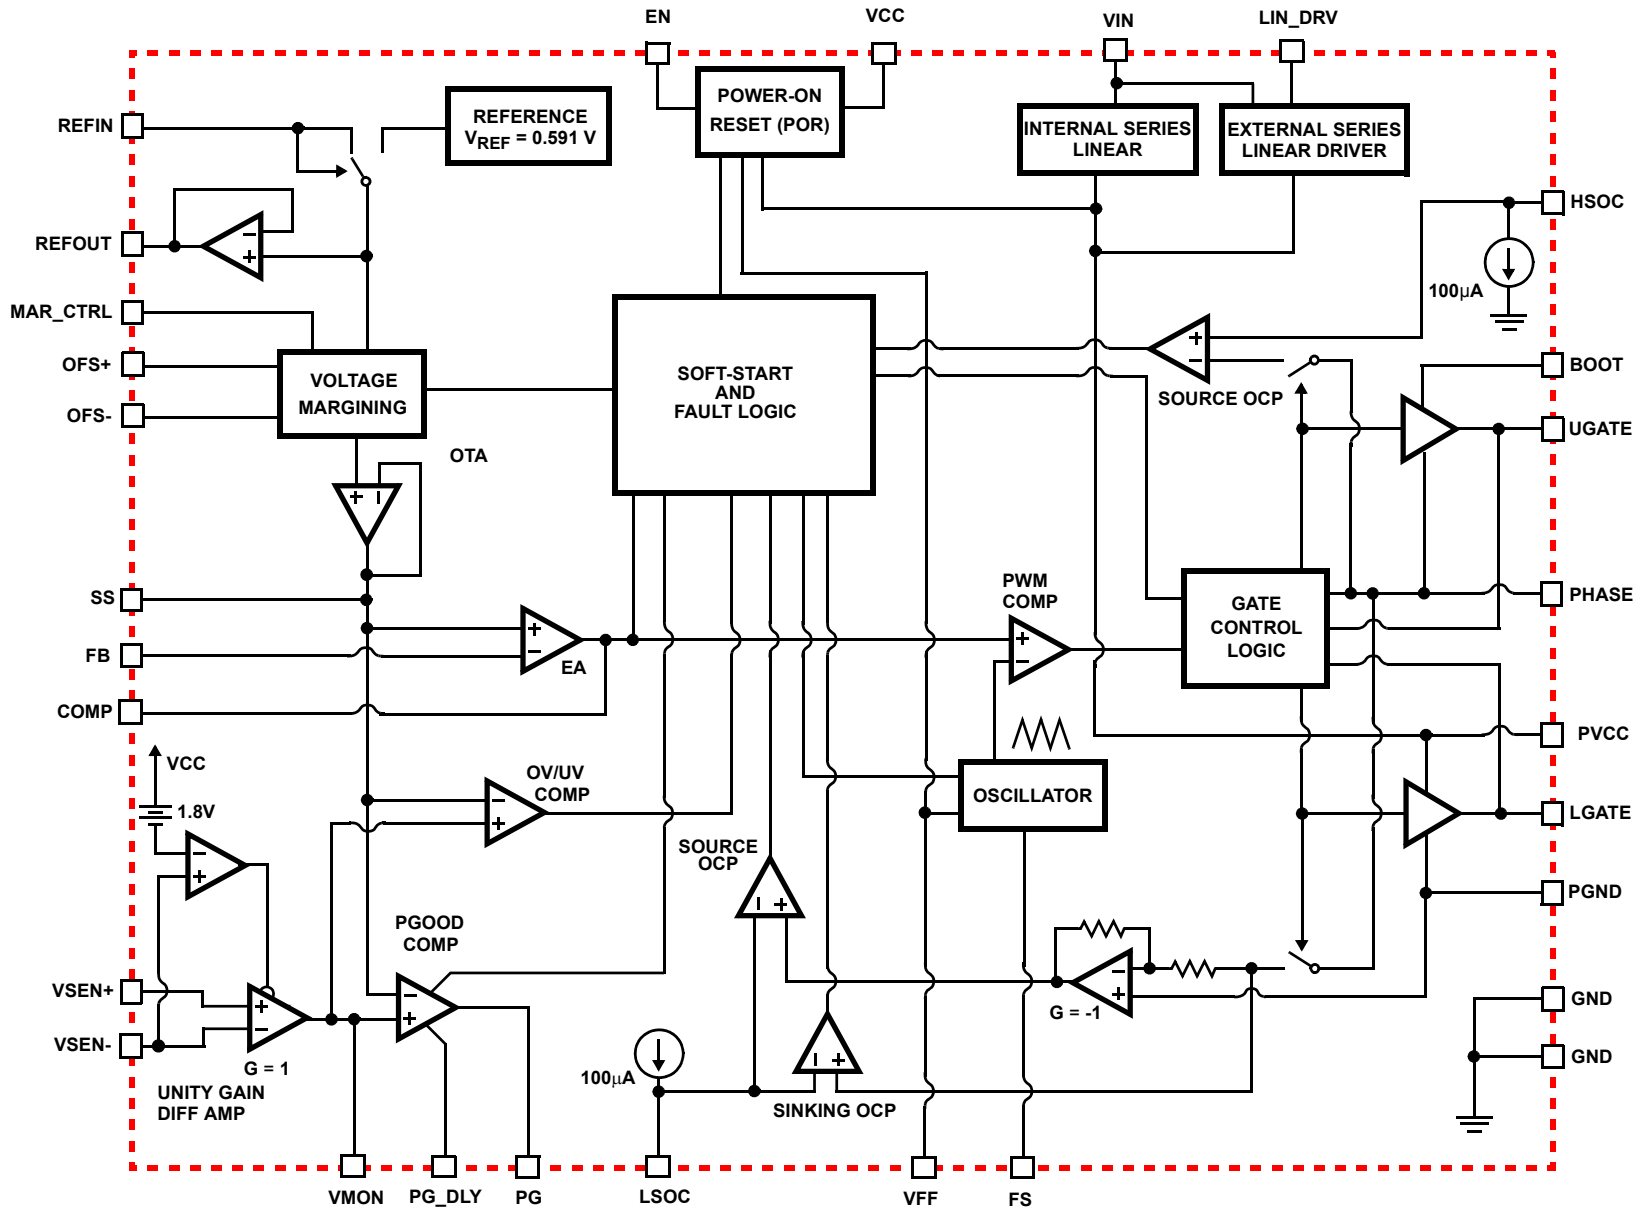 EN
VCC
VIN
LIN_DRV
REFIN
REFERENCE
VREF = 0.591 V
POWER-ON
RESET (POR)
INTERNAL SERIES
LINEAR
EXTERNAL SERIES
LINEAR DRIVER
HSOC
REFOUT
-
+
100µA
MAR_CTRL
OFS+
OFS-
VOLTAGE
MARGINING
SOFT-START
AND
FAULT LOGIC
+
-
SOURCE OCP
BOOT
UGATE
OTA
+ -
SS
FB
COMP
+
-
EA
PWM
COMP
+
-
GATE
CONTROL
LOGIC
PHASE
PVCC
VCC
1.8V
OV/UV
COMP
-
+
OSCILLATOR
LGATE
-
+
SOURCE
OCP
- +
PGND
PGOOD
COMP
-
+
VSEN+
VSEN-
+
-
G = 1
UNITY GAIN
DIFF AMP
-
+
G = -1
100µA
- +
SINKING OCP
GND
GND
VMON
PG_DLY
PG
LSOC
VFF
FS